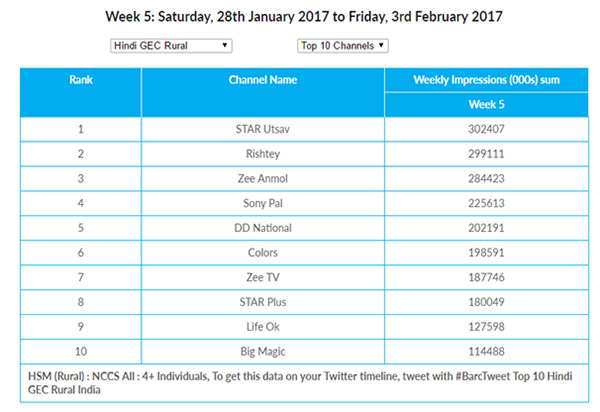 Week 5: Saturday, 28th January 2017 to Friday, 3rd February 2017
Hindi GEC Rural Top 10 Channels
Rank Channel Name Weekly Impressions (000s) sum
Week 5
1 STAR Utsav 302407
2 Rishtey 299111
3 Zee Anmol 284423
4 Sony Pal 225613
5 DD National 202191
6 Colors 198591
7 Zee TV 187746
8 STAR Plus 180049
9 Life Ok 127598
10 Big Magic 114488
HSM (Rural) : NCCS All : 4+ Individuals, To get this data on your Twitter timeline, tweet with #BarcTweet Top 10 Hindi
GEC Rural India